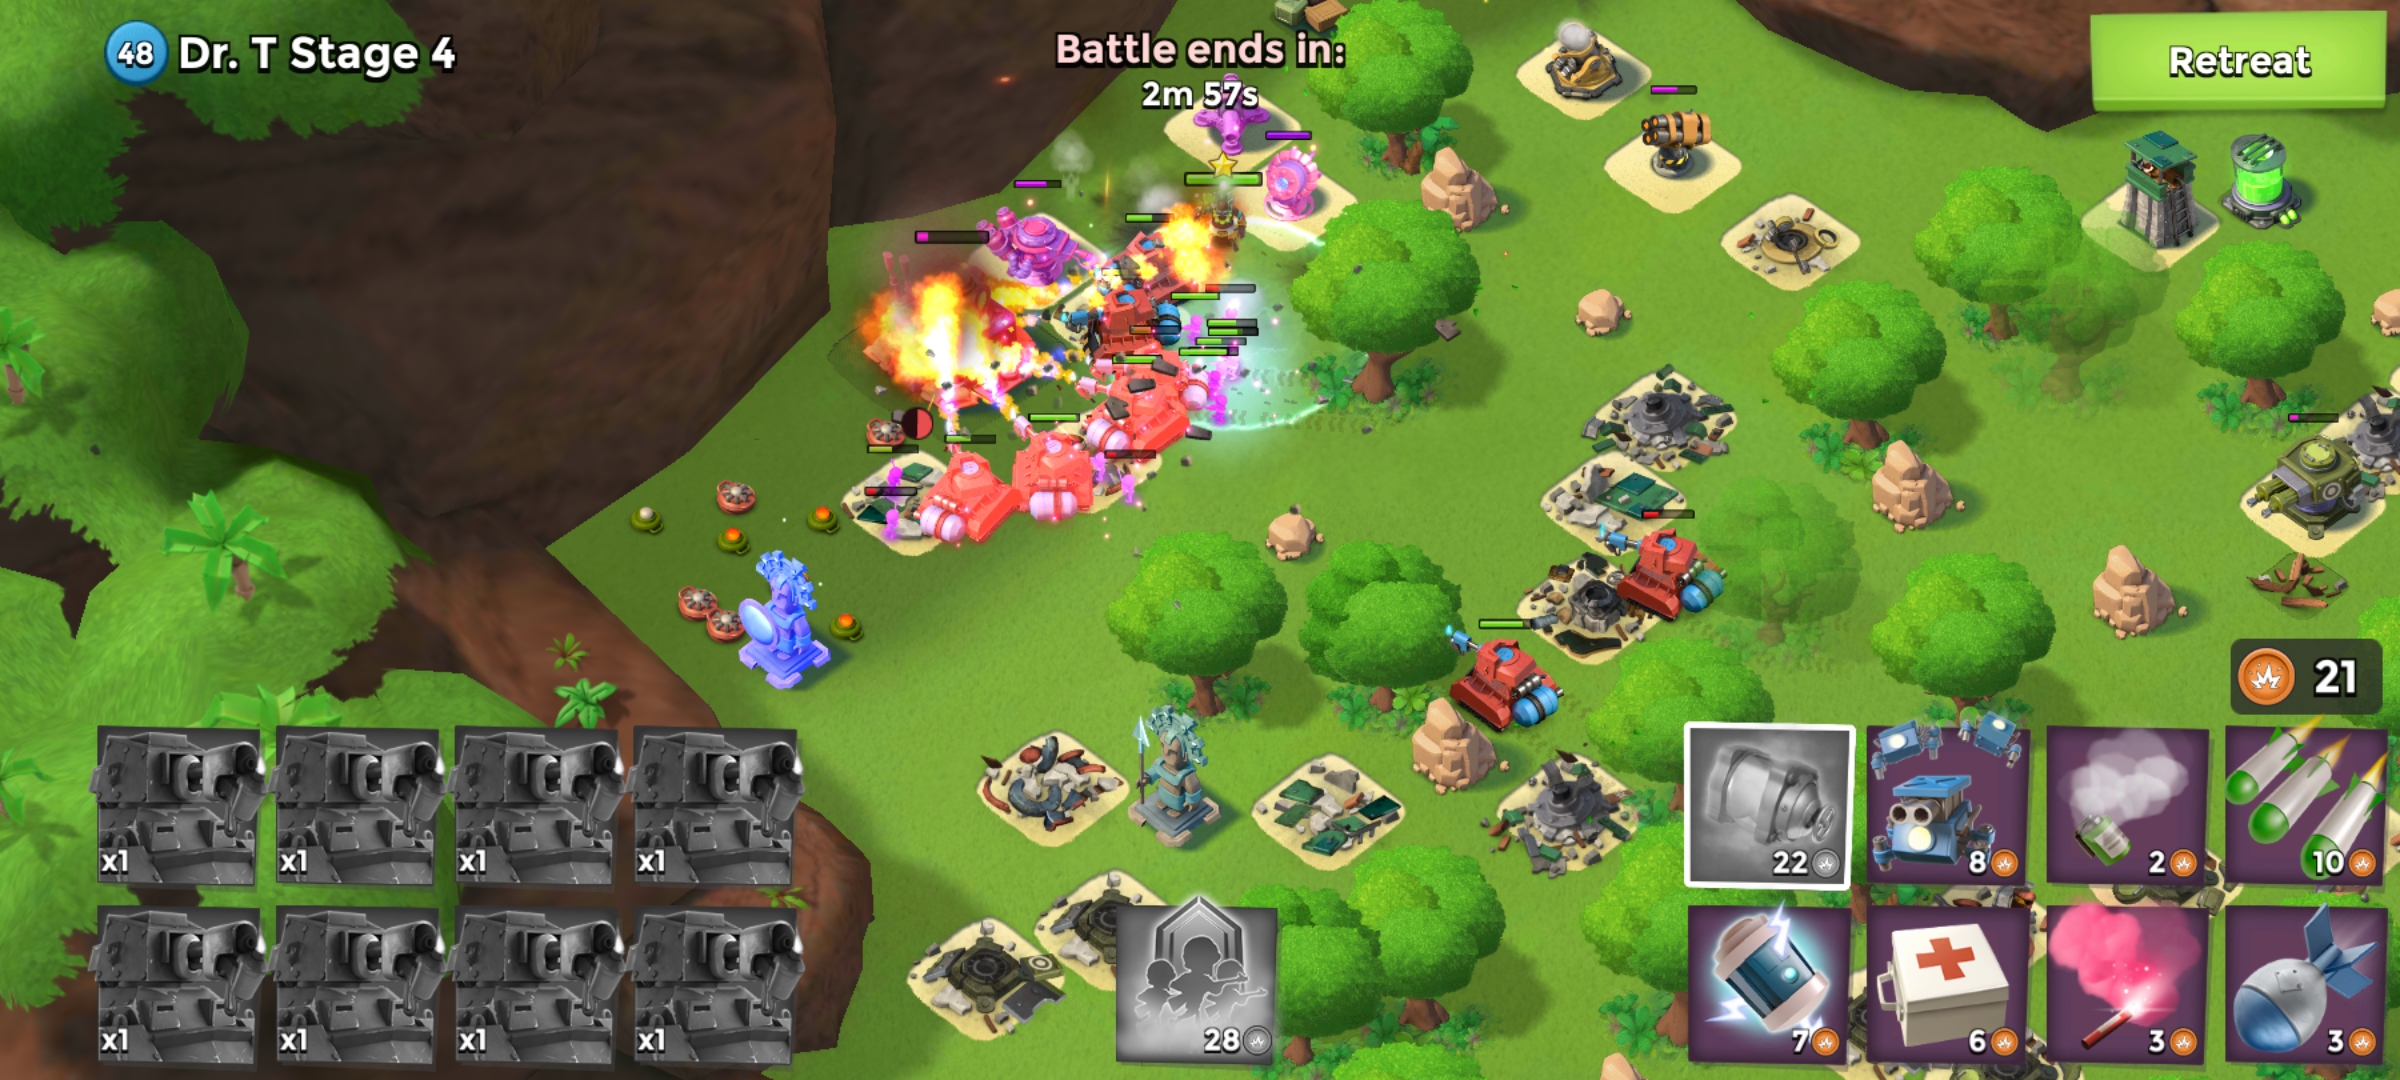 48 Dr. T Stage 4
Battle ends in:
2m 57s
Retreat
21
x1 x1 x1 x1
22 8 2 10
x1 x1 x1 x1
28
7 6 3 3